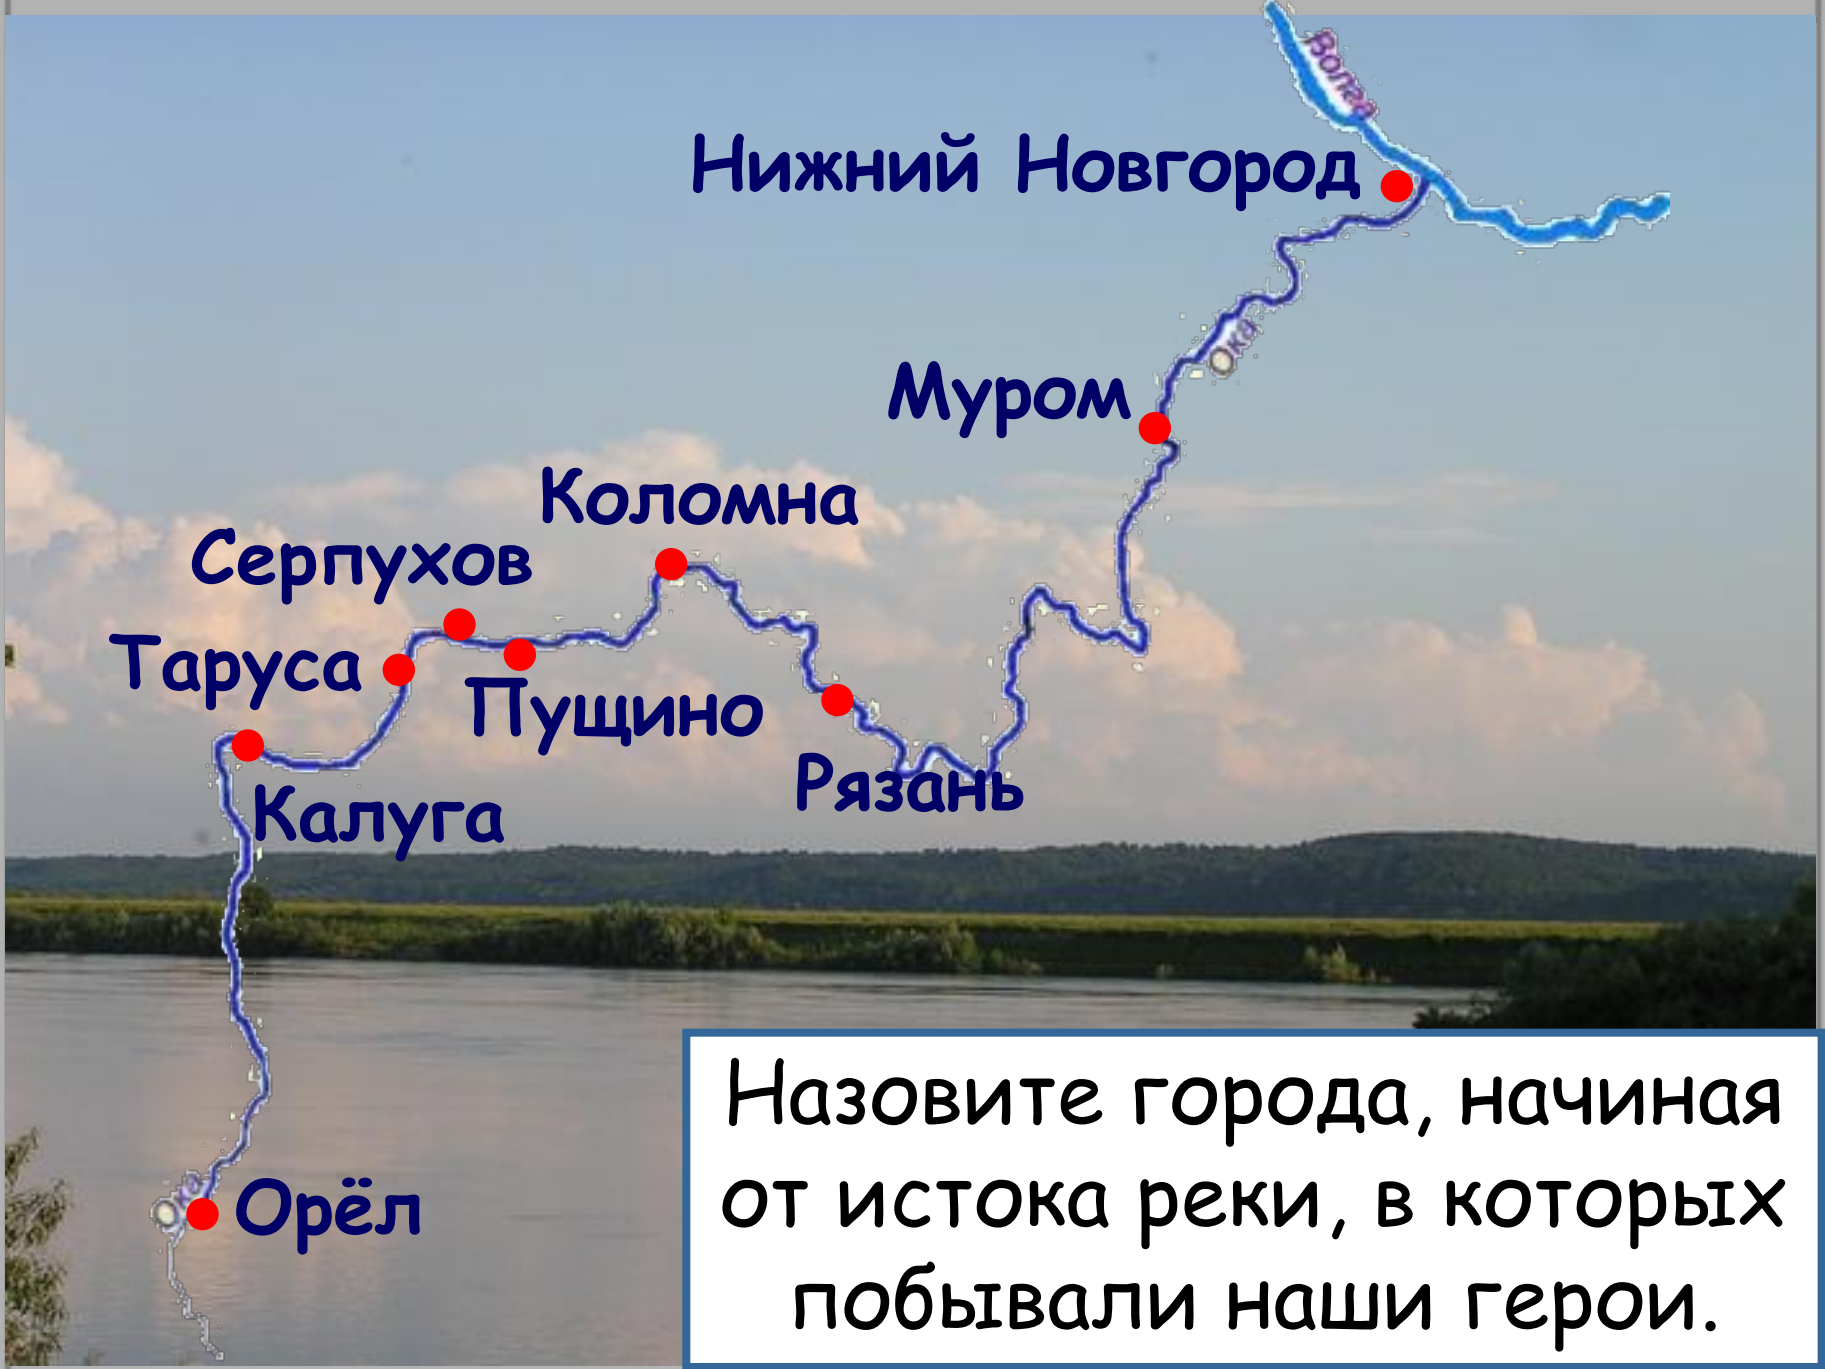 Волга
Нижний Новгород
Ока
Муром
Коломна
Серпухов
Таруса
Пущино
Рязань
Калуга
Ока
Орёл
Назовите города, начиная
от истока реки, в которых
побывали наши герои.